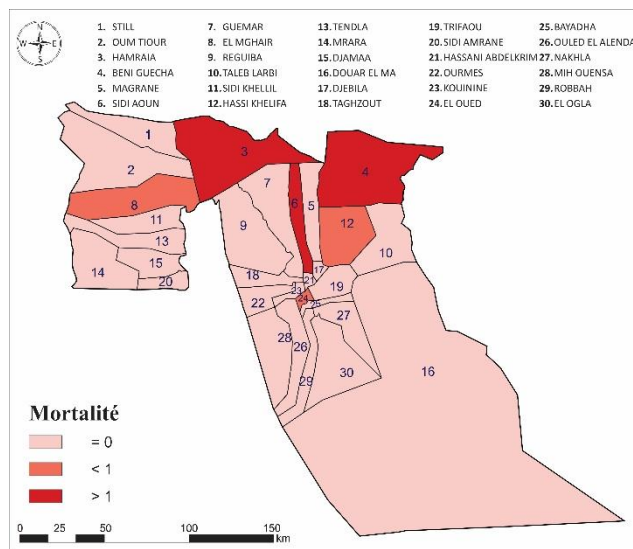 N
W E
S
1. STILL 7. GUEMAR 13. TENDLA 19. TRIFAOU 25. BAYADHA
2. OUM TIOUR 8. EL MGHAIR 14. MRARA 20. SIDI AMRANE 26. OULED EL ALENDA
3. HAMRAIA 9. REGUIBA 15. DJAMAA 21. HASSANI ABDELKRIM 27. NAKHLA
4. BENI GUECHA 10. TALEB LARBI 16. DOUAR EL MA 22. OURMES 28. MIH OUENSA
5. MAGRANE 11. SIDI KHELLIL 17. DJEBILA 23. KOUININE 29. ROBBAH
6. SIDI AOUN 12. HASSI KHELIFA 18. TAGHZOUT 24. EL OUED 30. EL OGLA
1
3
2 7 4
6 5
8
11 9 12
13 10
15 17
14 18 21
20 23 19
22 24 25
27
28 26
29 30 16
Mortalité
= 0
< 1
> 1
0 25 50 100 150
km